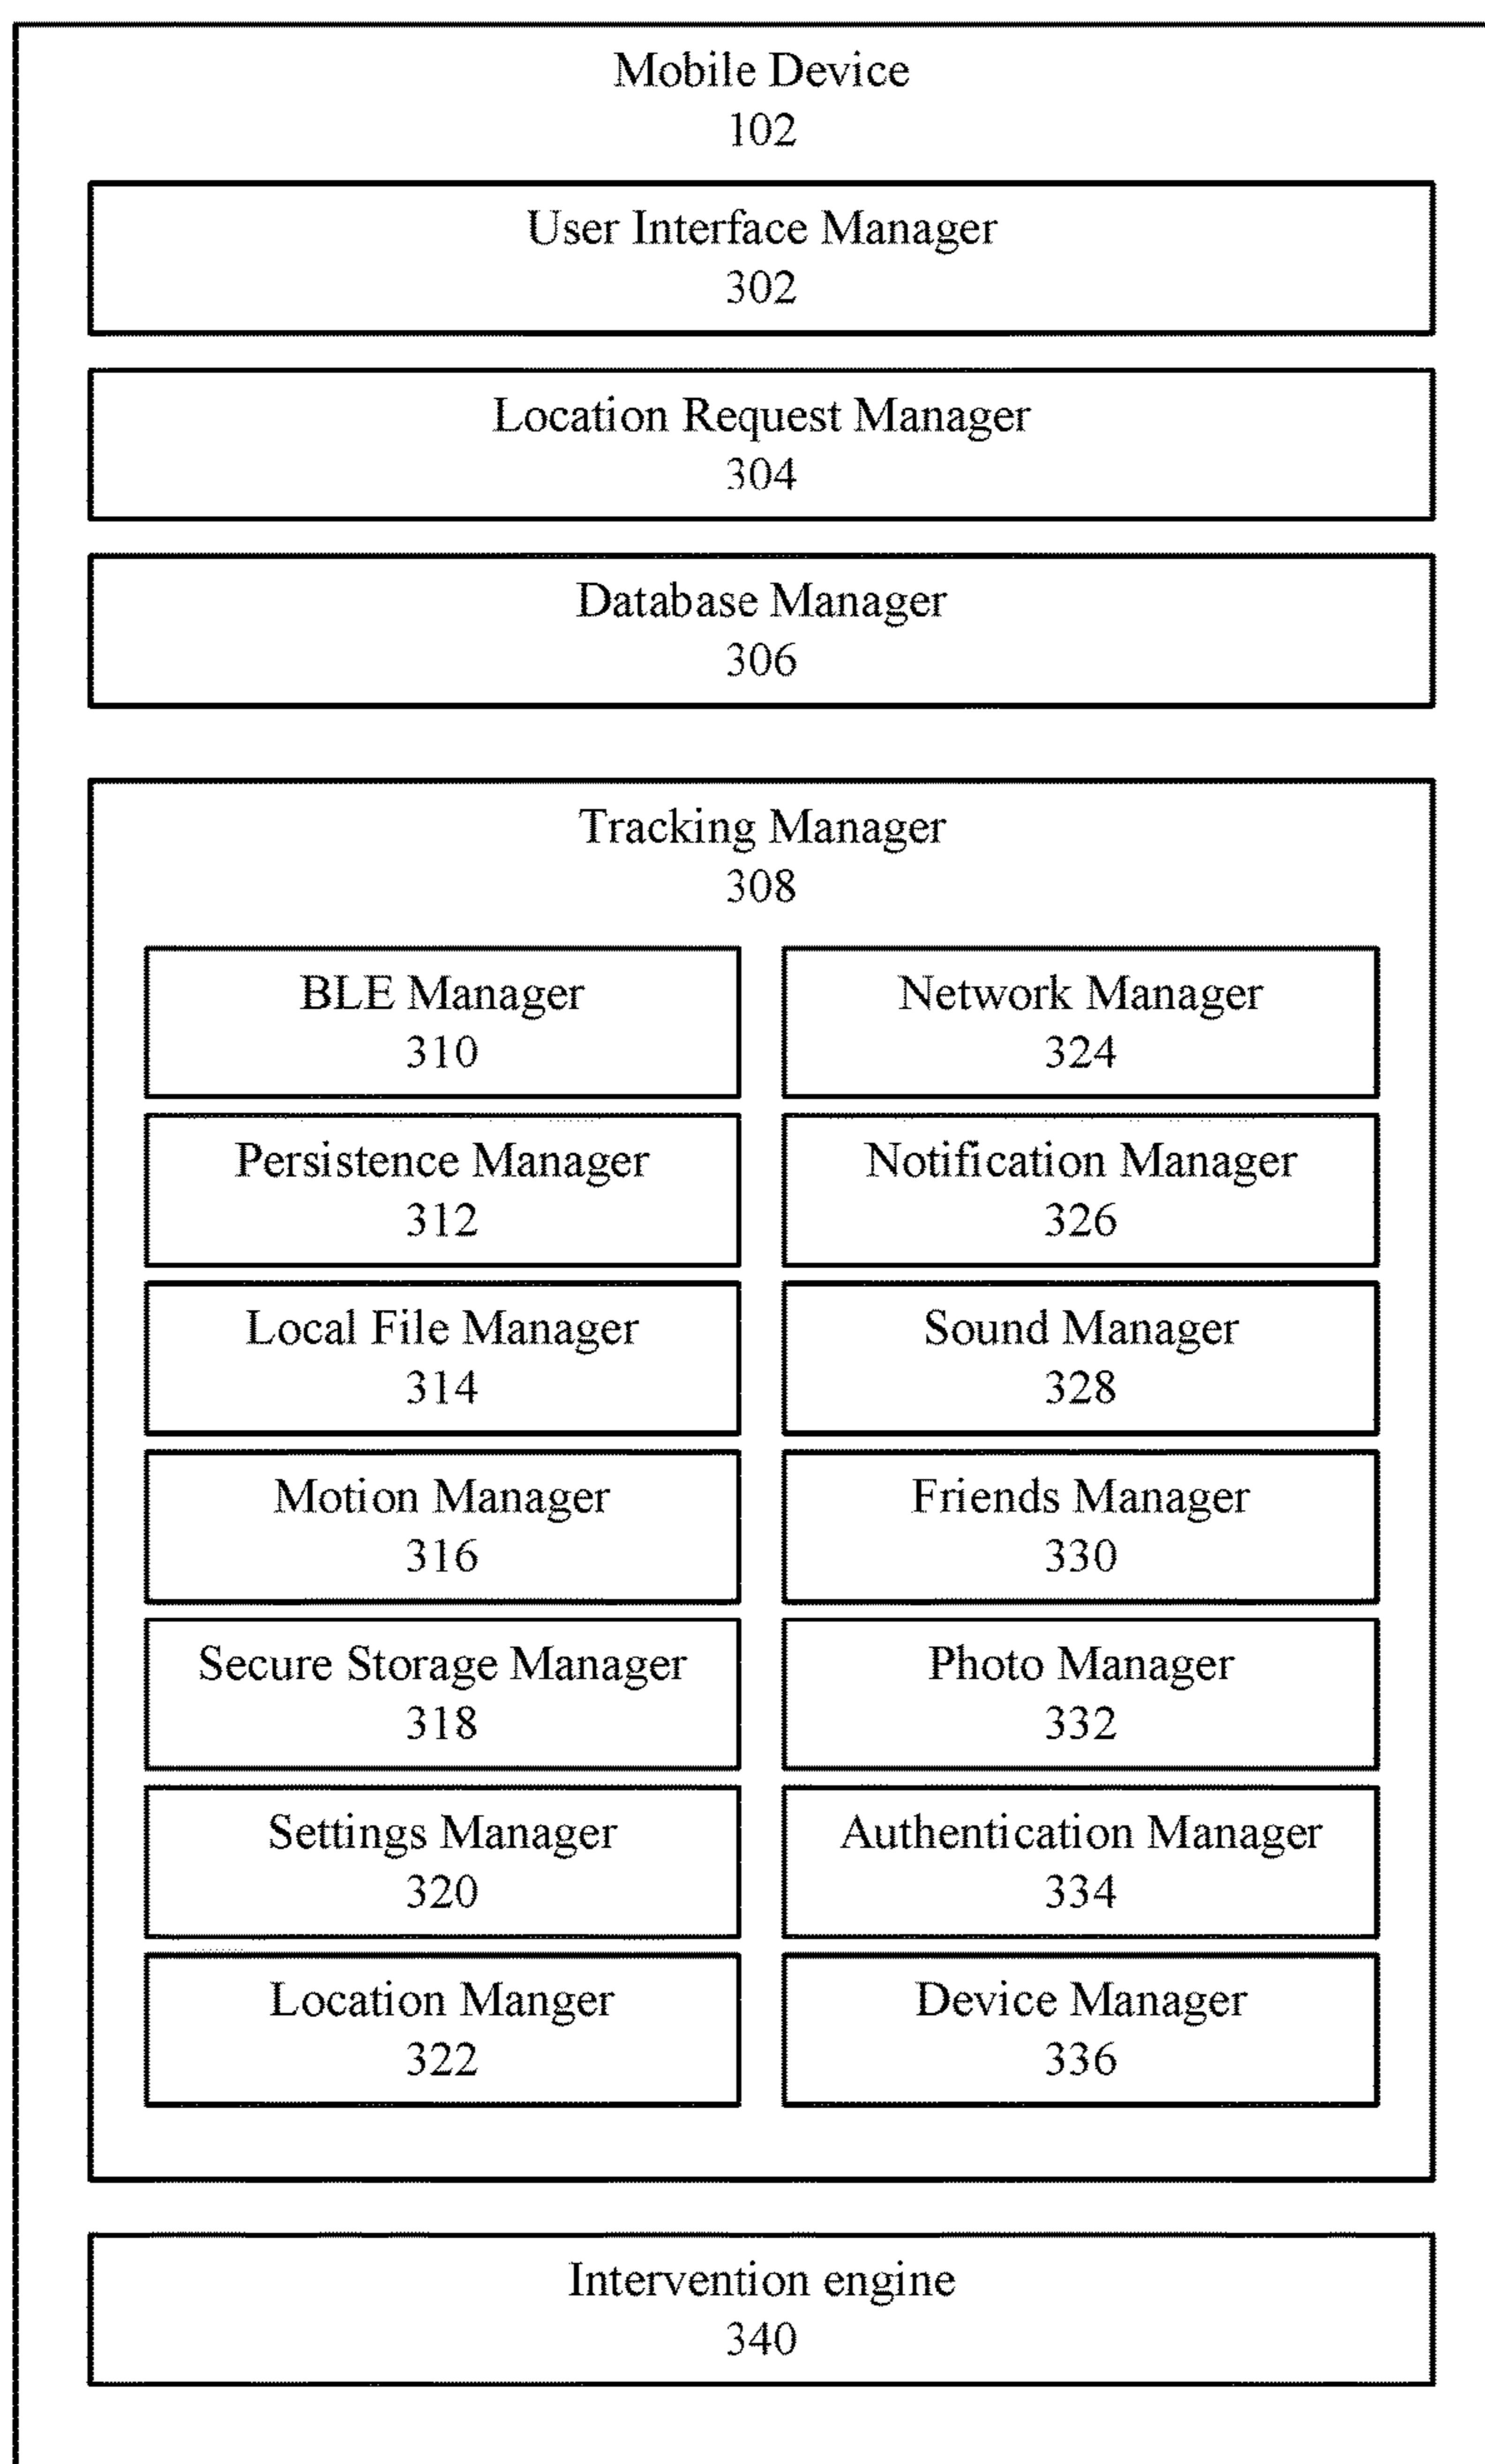 Mobile Device
102
User Interface Manager
302
Location Request Manager
304
Database Manager
306
Tracking Manager
308
BLE Manager
310
Network Manager
324
Persistence Manager
312
Notification Manager
326
Local File Manager
314
Sound Manager
328
Motion Manager
316
Friends Manager
330
Secure Storage Manager
318
Photo Manager
332
Settings Manager
320
Authentication Manager
334
Location Manger
322
Device Manager
336
Intervention engine
340